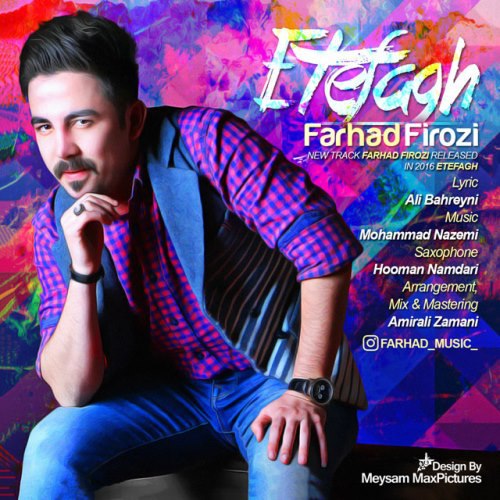 Etefagh
Farhad Firozi
NEW TRACK FARHAD FIROZI RELEASED
IN 2016 ETEFAGH
Lyric
Ali Bahreyni
Music
Mohammad Nazemi
Saxophone
Hooman Namdari
Arrangement,
Mix & Mastering
Amirali Zamani
FARHAD_MUSIC_
Design By
Meysam MaxPictures